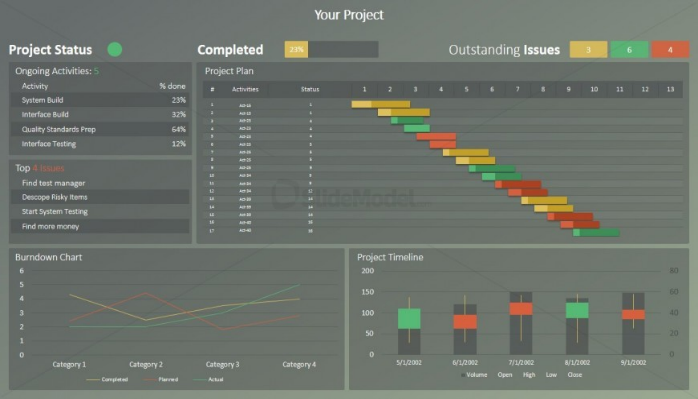 Your Project
Project Status
Completed
23%
Outstanding Issues
3
6
4
Ongoing Activities: 5
Activity % done
System Build 23%
Interface Build 32%
Quality Standards Prep 64%
Interface Testing 12%
Top 4 Issues
Find test manager
Descope Risky Items
Start System Testing
Find more money
Project Plan
# Activities Status 1 2 3 4 5 6 7 8 9 10 11 12 13
SlideModel
Burndown Chart
6
5
4
3
2
1
0
Category 1 Category 2 Category 3 Category 4
Completed Planned Actual
Project Timeline
200 80
150 60
100 40
50 20
0 0
5/1/2002 6/1/2002 7/1/2002 8/1/2002 9/1/2002
Volume Open High Low Close